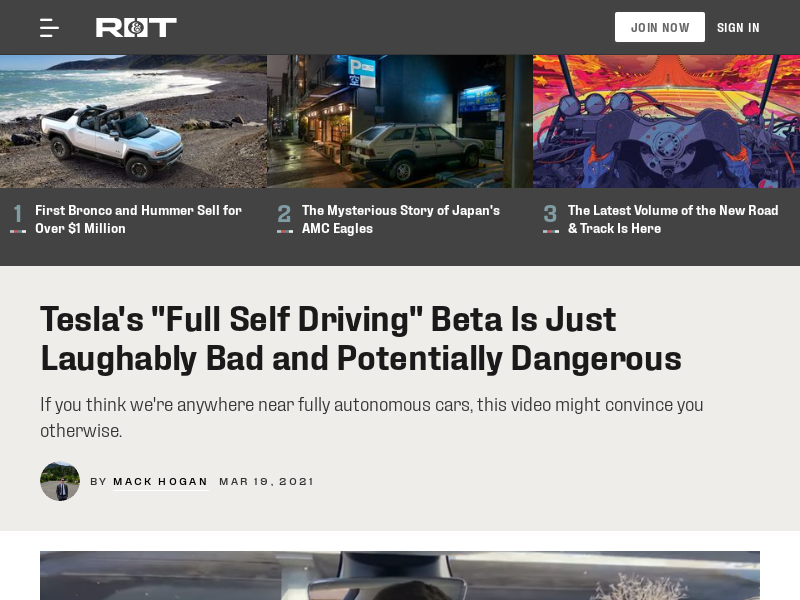 R&T
JOIN NOW
SIGN IN
P
1
First Bronco and Hummer Sell for
Over $1 Million
2
The Mysterious Story of Japan's
AMC Eagles
3
The Latest Volume of the New Road
& Track Is Here
Tesla's "Full Self Driving" Beta Is Just
Laughably Bad and Potentially Dangerous
If you think we're anywhere near fully autonomous cars, this video might convince you
otherwise.
BY MACK HOGAN MAR 19, 2021